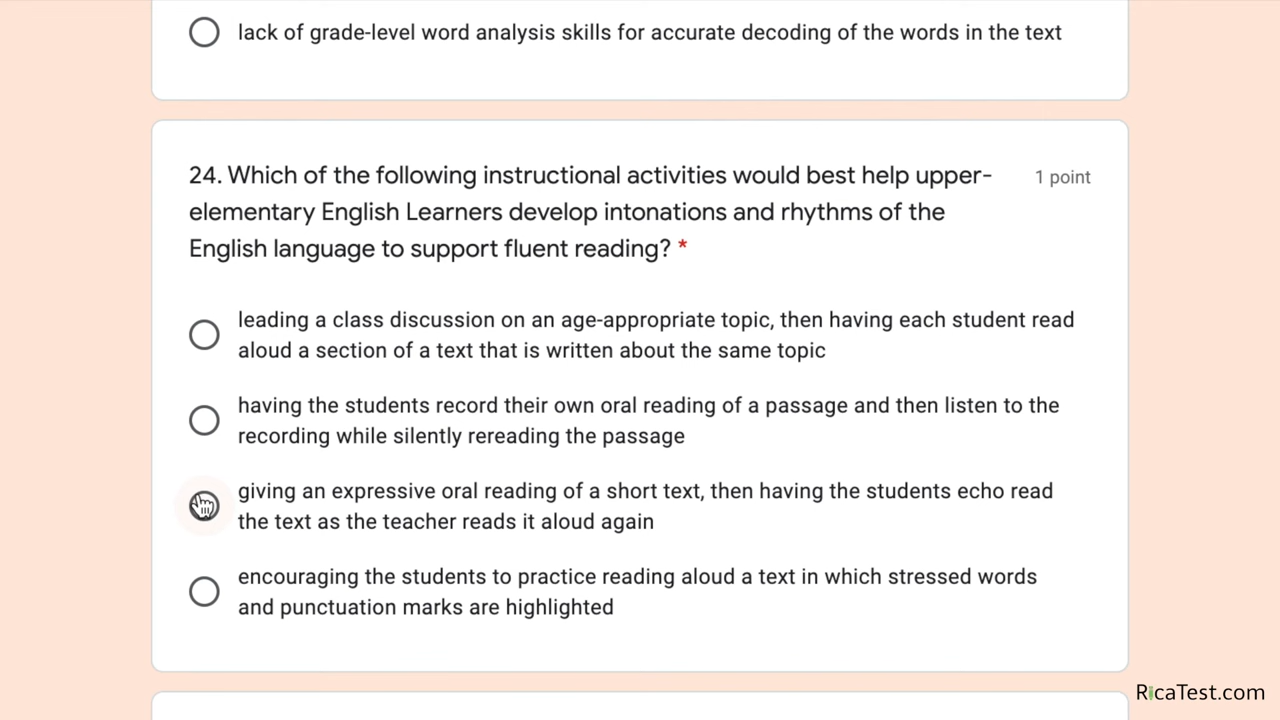 lack of grade-level word analysis skills for accurate decoding of the words in the text
24. Which of the following instructional activities would best help upper-
1 point
elementary English Learners develop intonations and rhythms of the
English language to support fluent reading? *
leading a class discussion on an age-appropriate topic, then having each student read
aloud a section of a text that is written about the same topic
having the students record their own oral reading of a passage and then listen to the
recording while silently rereading the passage
giving an expressive oral reading of a short text, then having the students echo read
the text as the teacher reads it aloud again
encouraging the students to practice reading aloud a text in which stressed words
and punctuation marks are highlighted
RicaTest.com